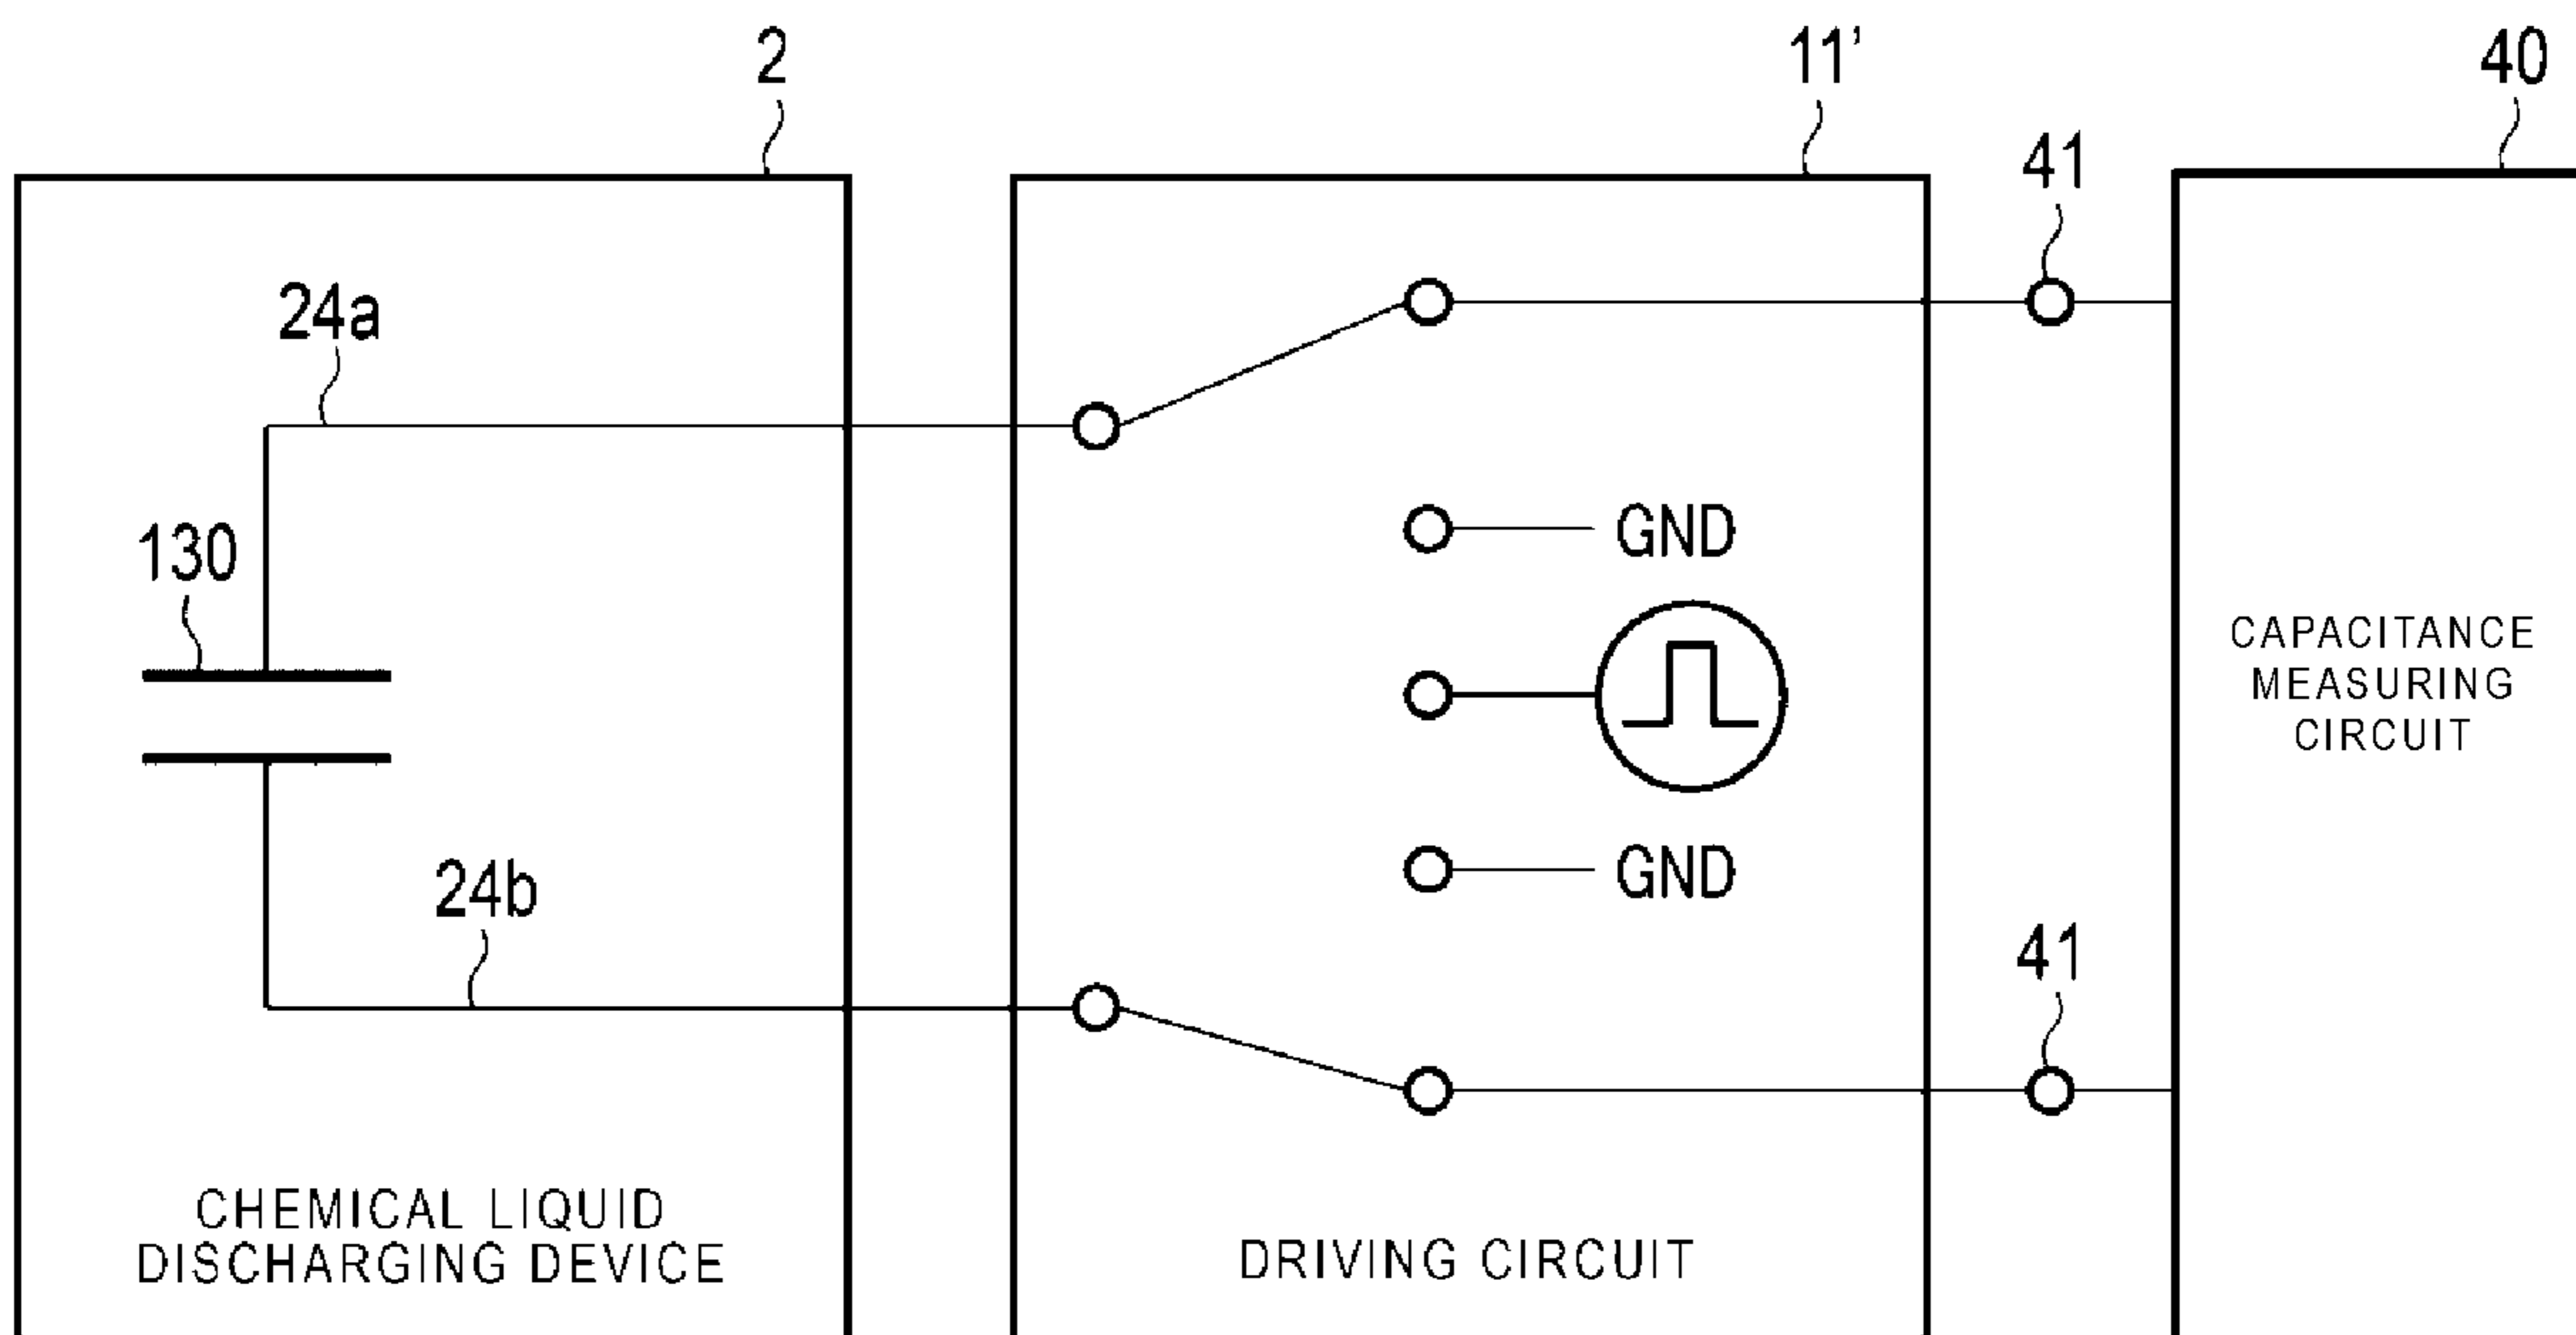 2
11'
40
41
24a
130
GND
CAPACITANCE
MEASURING
CIRCUIT
24b
GND
41
CHEMICAL LIQUID
DISCHARGING DEVICE
DRIVING CIRCUIT